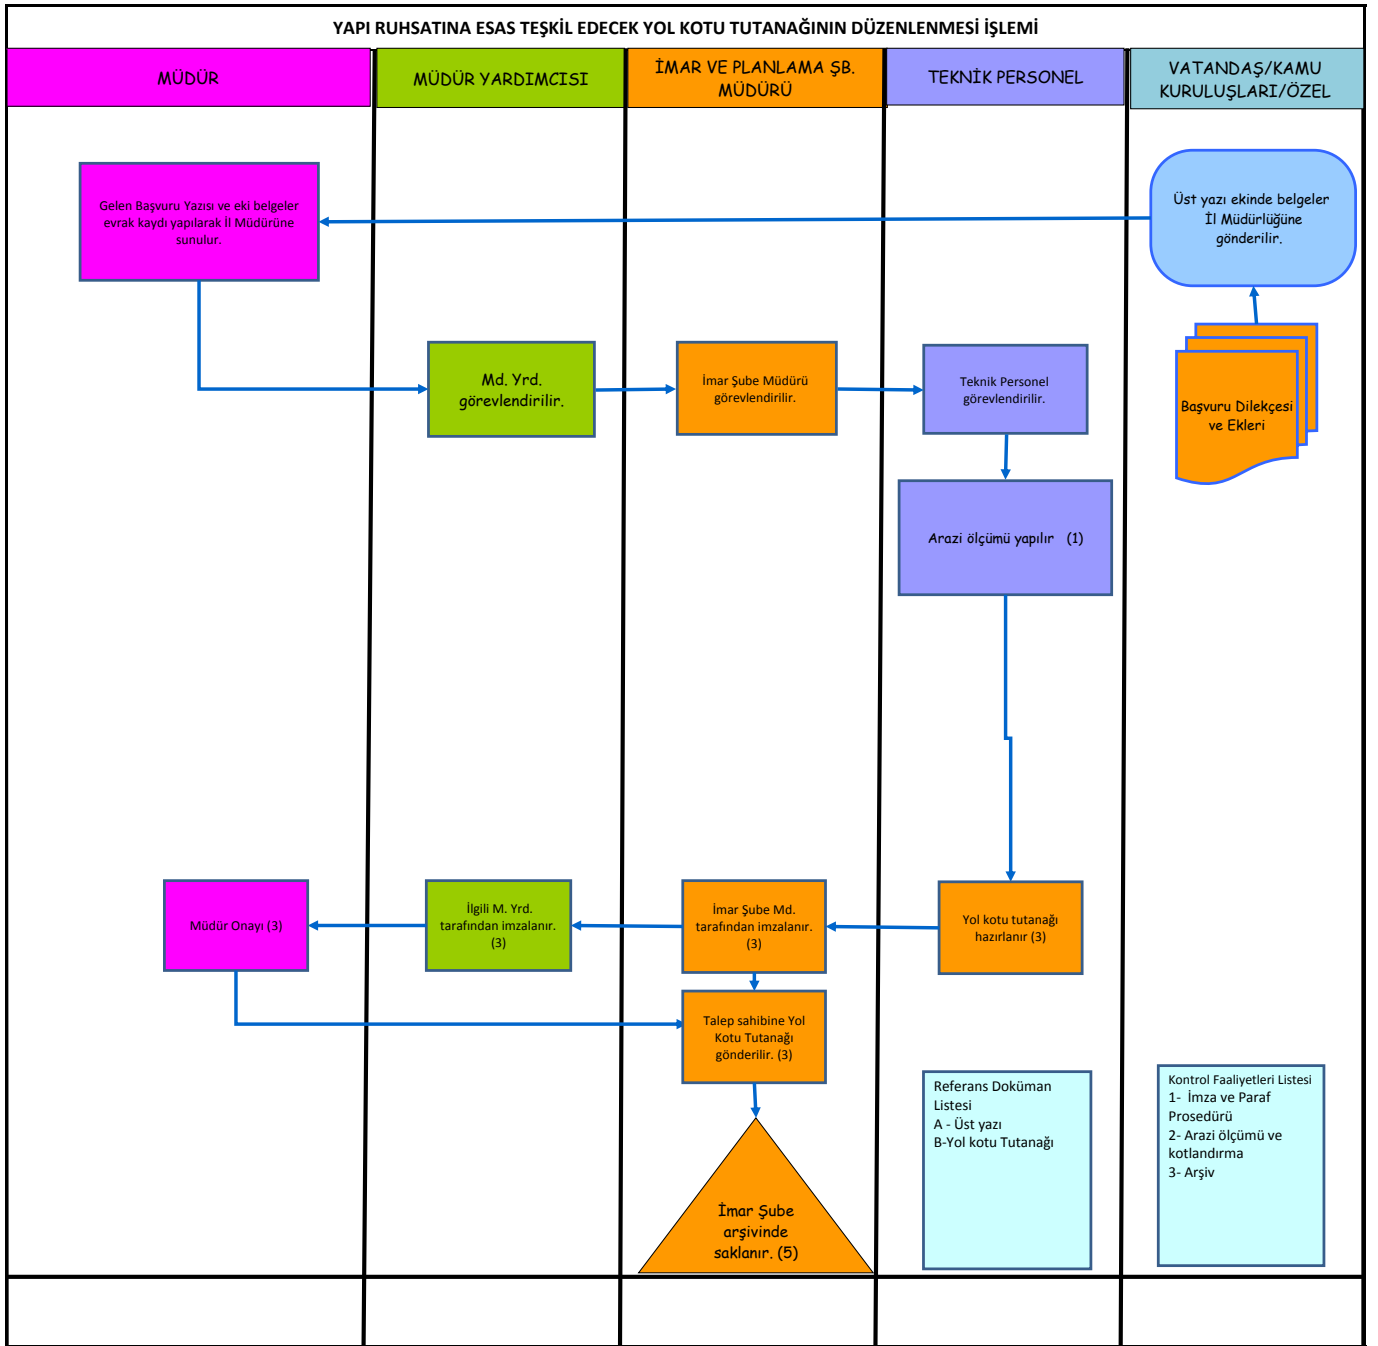 YAPI RUHSATINA ESAS TEŞKİL EDECEK YOL KOTU TUTANAĞININ DÜZENLENMESİ İŞLEMİ
MÜDÜR
MÜDÜR YARDIMCISI
İMAR VE PLANLAMA ŞB.
MÜDÜRÜ
TEKNİK PERSONEL
VATANDAŞ/KAMU
KURULUŞLARI/ÖZEL
Gelen Başvuru Yazısı ve eki belgeler
evrak kaydı yapılarak İl Müdürüne
sunulur.
Üst yazı ekinde belgeler
İl Müdürlüğüne
gönderilir.
Md. Yrd.
görevlendirilir.
İmar Şube Müdürü
görevlendirilir.
Teknik Personel
görevlendirilir.
Başvuru Dilekçesi
ve Ekleri
Arazi ölçümü yapılır (1)
Müdür Onayı (3)
İlgili M. Yrd.
tarafından imzalanır.
(3)
İmar Şube Md.
tarafından imzalanır.
(3)
Yol kotu tutanağı
hazırlanır (3)
Talep sahibine Yol
Kotu Tutanağı
gönderilir. (3)
İmar Şube
arşivinde
saklanır. (5)
Referans Doküman
Listesi
A - Üst yazı
B-Yol kotu Tutanağı
Kontrol Faaliyetleri Listesi
1- İmza ve Paraf
Prosedürü
2- Arazi ölçümü ve
kotlandırma
3- Arşiv